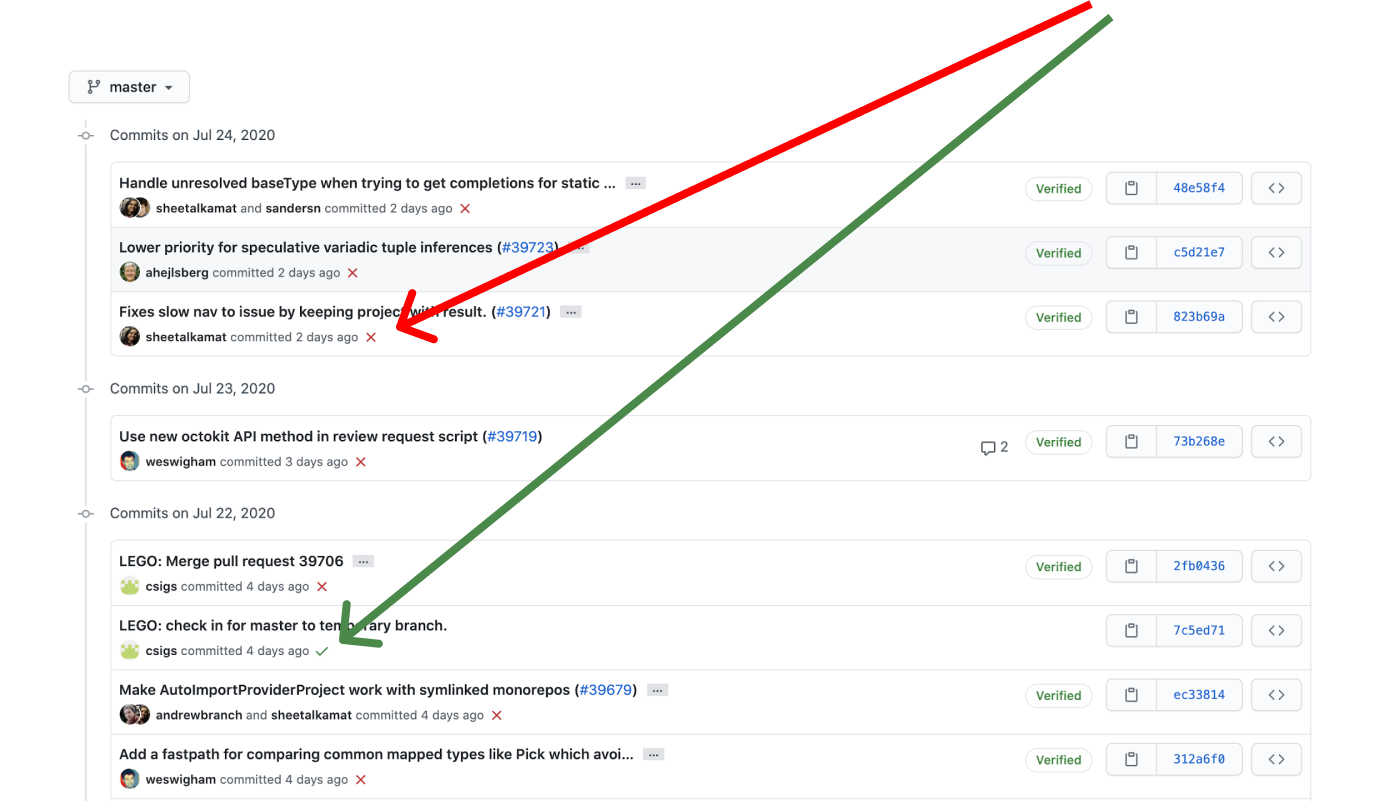 master
Commits on Jul 24, 2020
Handle unresolved baseType when trying to get completions for static ... ...
Verified 48e58f4
sheetalkamat and sandersn committed 2 days ago
Lower priority for speculative variadic tuple inferences (#39723) ...
Verified c5d21e7
ahejlsberg committed 2 days ago
Fixes slow nav to issue by keeping project with result. (#39721) ...
Verified 823b69a
sheetalkamat committed 2 days ago
Commits on Jul 23, 2020
Use new octokit API method in review request script (#39719)
2 Verified 73b268e
weswigham committed 3 days ago
Commits on Jul 22, 2020
LEGO: Merge pull request 39706 ...
Verified 2fb0436
csigs committed 4 days ago
LEGO: check in for master to temporary branch.
7c5ed71
csigs committed 4 days ago
Make AutoImportProviderProject work with symlinked monorepos (#39679) ...
Verified ec33814
andrewbranch and sheetalkamat committed 4 days ago
Add a fastpath for comparing common mapped types like Pick which avoi... ...
Verified 312a6f0
weswigham committed 4 days ago